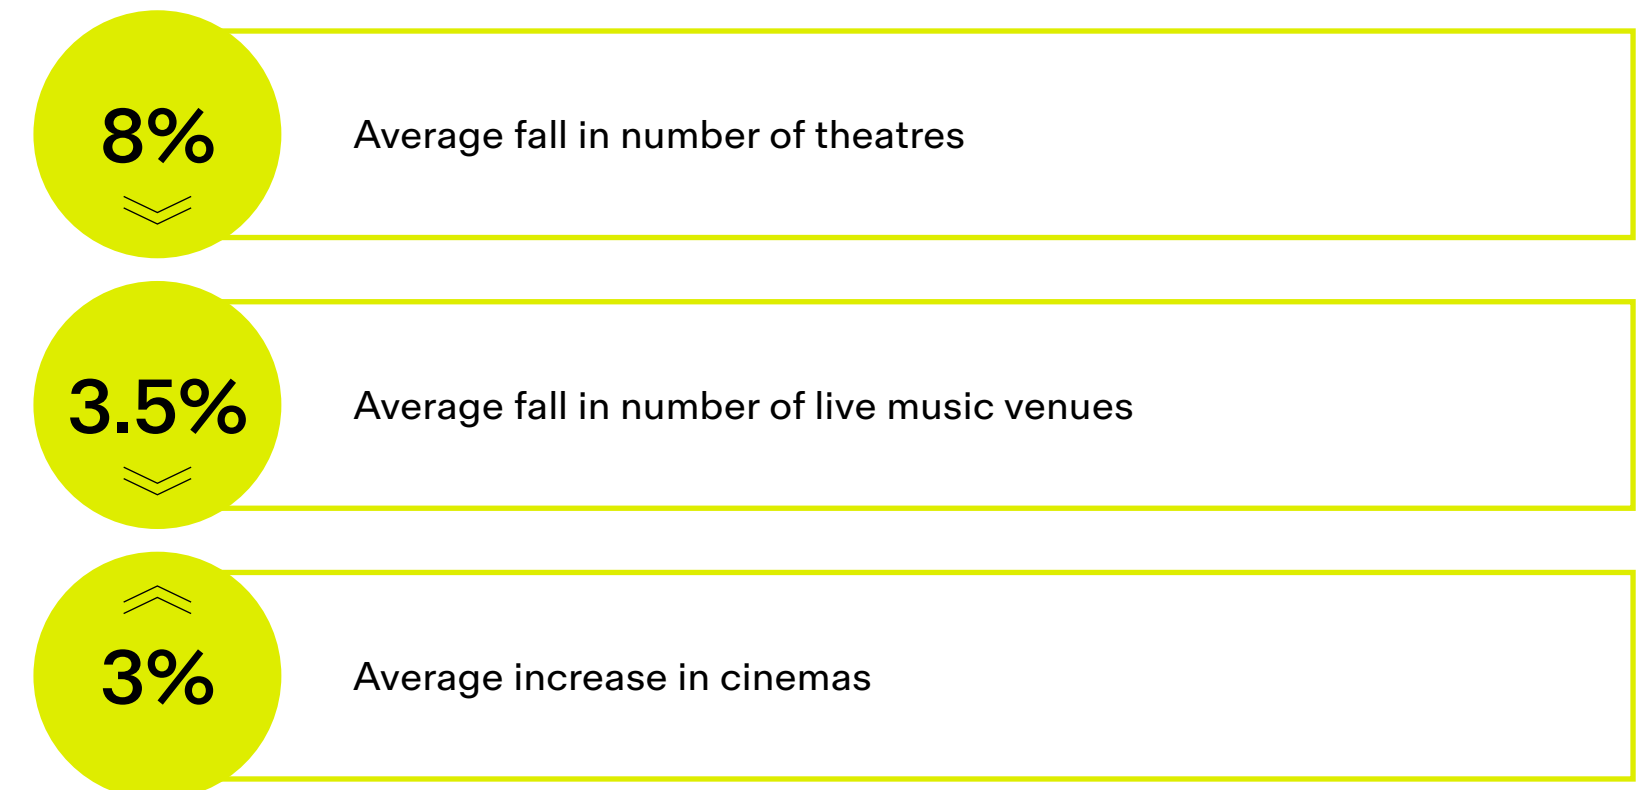 8%
Average fall in number of theatres
3.5%
Average fall in number of live music venues
3%
Average increase in cinemas